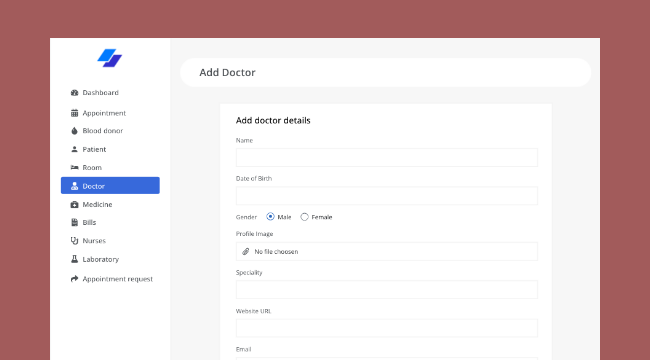 Dashboard
Appointment
Blood donor
Patient
Room
Doctor
Medicine
Bills
Nurses
Laboratory
Appointment request
Add Doctor
Add doctor details
Name
Date of Birth
Gender Male Female
Profile Image
No file choosen
Speciality
Website URL
Email